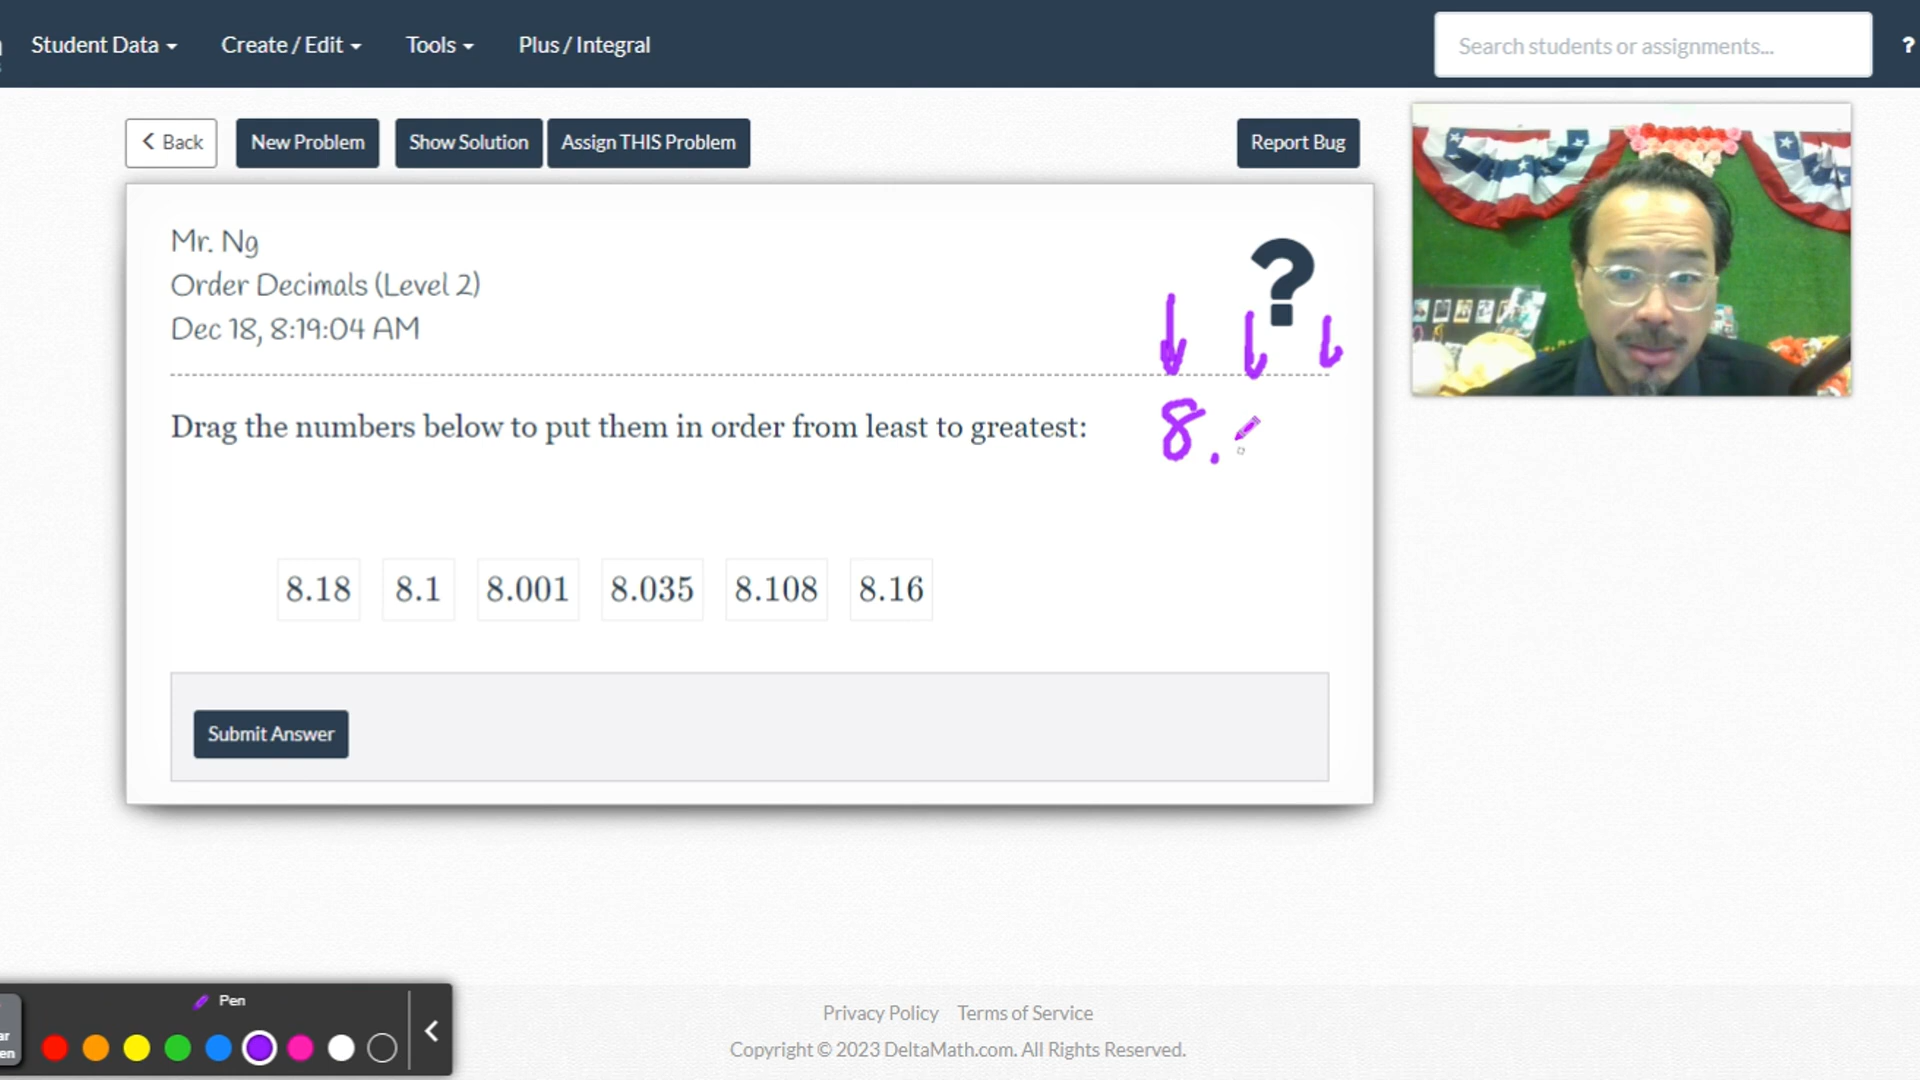 Student Data Create / Edit Tools Plus / Integral Search students or assignments... ?
Back New Problem Show Solution Assign THIS Problem Report Bug
Mr. Ng
Order Decimals (Level 2)
Dec 18, 8:19:04 AM
?
Drag the numbers below to put them in order from least to greatest:
8.
8.18 8.1 8.001 8.035 8.108 8.16
Submit Answer
Pen
Privacy Policy Terms of Service
Copyright © 2023 DeltaMath.com. All Rights Reserved.